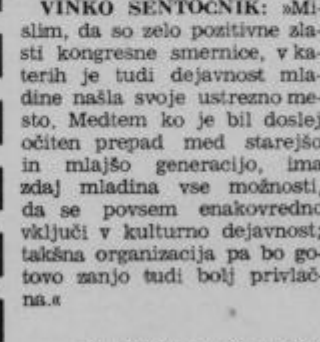 VINKO ŠENTOČNIK: »Mi-
slim, da so zelo pozitivne zla-
sti kongresne smernice, v ka-
terih je tudi dejavnost mla-
dine našla svoje ustrezno me-
sto, Medtem ko je bil doslej
očiten prepad med starejšo
in mlajšo generacijo, ima
zdaj mladina vse možnosti,
da se povsem enakovredno
vključi v kulturno dejavnost;
takšna organizacija pa bo go-
tovo zanjo tudi bolj privlač-
na.«